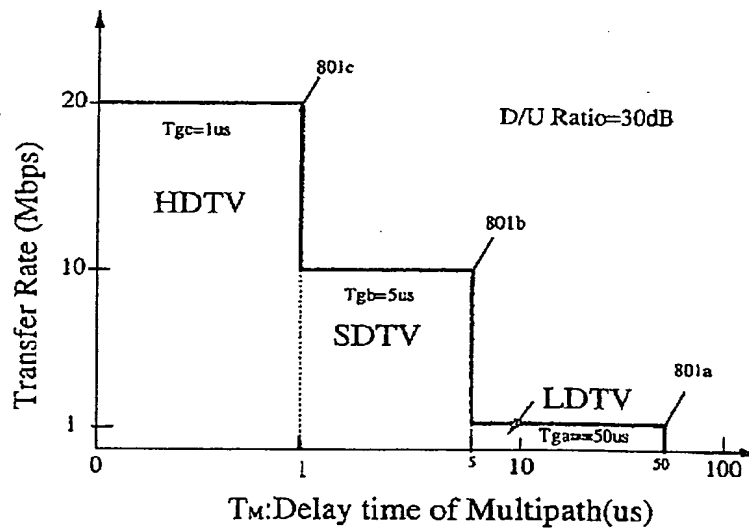 801c
20
Tgc=1us
D/U Ratio=30dB
HDTV
801b
10
Tgb=5us
SDTV
801a
LDTV
1
Tga==50us
0
1
5
10
50
100
Transfer Rate (Mbps)
TM:Delay time of Multipath(us)